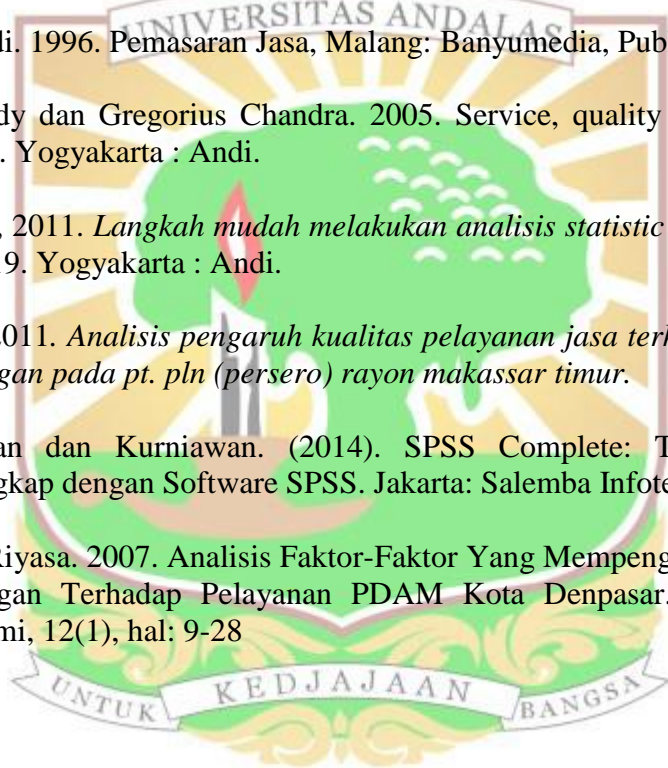 UNIVERSITAS ANDALAS
di. 1996. Pemasaran Jasa, Malang: Banyumedia, Pub
dy dan Gregorius Chandra. 2005. Service, quality
. Yogyakarta : Andi.
, 2011. Langkah mudah melakukan analisis statistic
19. Yogyakarta : Andi.
2011. Analisis pengaruh kualitas pelayanan jasa terh
gan pada pt. pln (persero) rayon makassar timur.
an dan Kurniawan. (2014). SPSS Complete: T
gkap dengan Software SPSS. Jakarta: Salemba Infote
Riyasa. 2007. Analisis Faktor-Faktor Yang Mempeng
gan Terhadap Pelayanan PDAM Kota Denpasar.
mi, 12(1), hal: 9-28
UNTUK KEDJAJAAN BANGSA